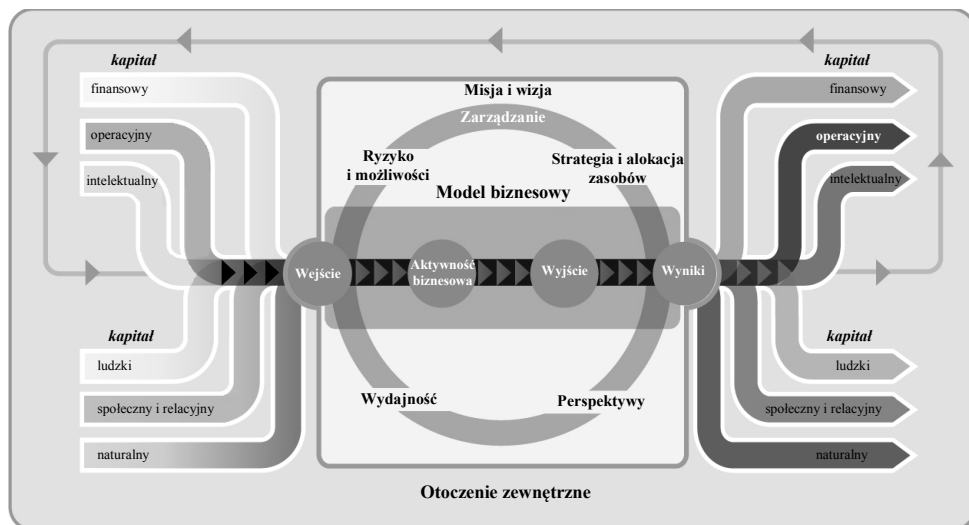 kapitał
finansowy
operacyjny
intelektualny
kapitał
ludzki
społeczny i relacyjny
naturalny
Misja i wizja
Zarządzanie
Ryzyko
i możliwości
Strategia i alokacja
zasobów
Model biznesowy
Wejście
Aktywność
biznesowa
Wyjście
Wyniki
Wydajność
Perspektywy
kapitał
finansowy
operacyjny
intelektualny
kapitał
ludzki
społeczny i relacyjny
naturalny
Otoczenie zewnętrzne